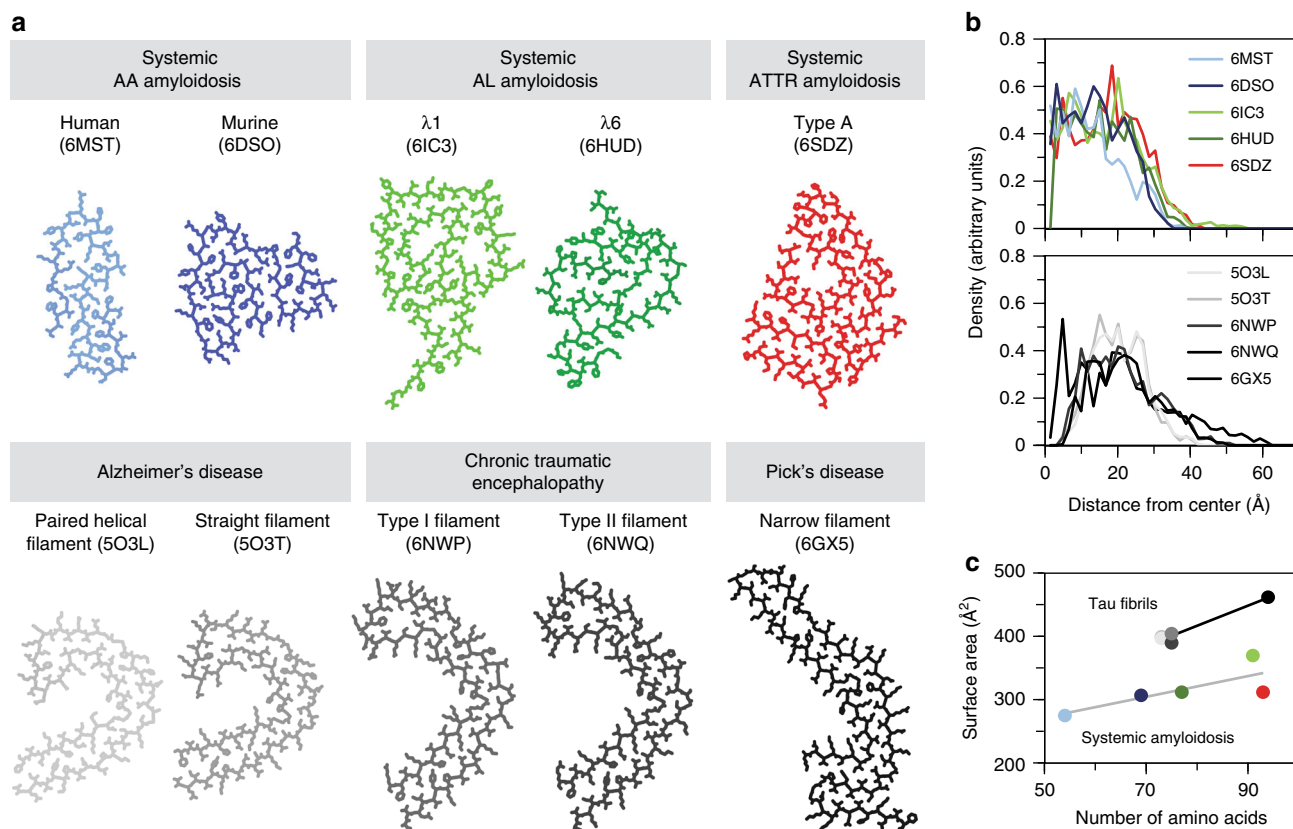 a
Systemic
AA amyloidosis
Systemic
AL amyloidosis
Systemic
ATTR amyloidosis
Human
(6MST)
Murine
(6DSO)
λ1
(6IC3)
λ6
(6HUD)
Type A
(6SDZ)
Alzheimer's disease
Chronic traumatic
encephalopathy
Pick's disease
Paired helical
filament (5O3L)
Straight filament
(5O3T)
Type I filament
(6NWP)
Type II filament
(6NWQ)
Narrow filament
(6GX5)
b
Density (arbitrary units)
0.8
0.6
0.4
0.2
0
6MST
6DSO
6IC3
6HUD
6SDZ
0.8
0.6
0.4
0.2
0
5O3L
5O3T
6NWP
6NWQ
6GX5
0 20 40 60
Distance from center (Å)
c
Surface area (Å²)
500
400
300
200
Tau fibrils
Systemic amyloidosis
50 70 90
Number of amino acids